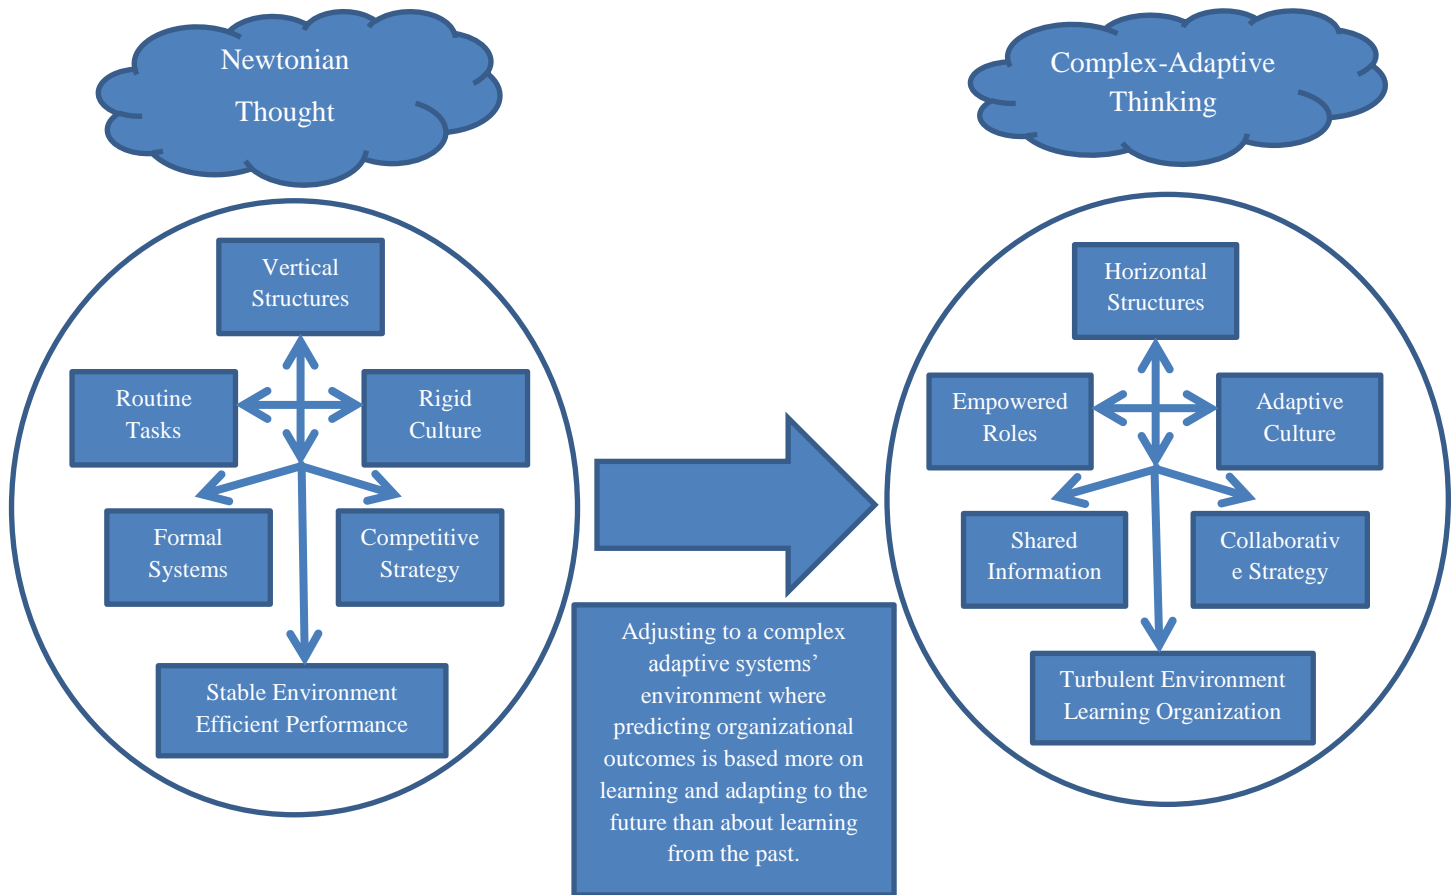 Newtonian
Thought
Vertical
Structures
Routine
Tasks
Rigid
Culture
Formal
Systems
Competitive
Strategy
Stable Environment
Efficient Performance
Adjusting to a complex
adaptive systems’
environment where
predicting organizational
outcomes is based more on
learning and adapting to the
future than about learning
from the past.
Complex-Adaptive
Thinking
Horizontal
Structures
Empowered
Roles
Adaptive
Culture
Shared
Information
Collaborativ
e Strategy
Turbulent Environment
Learning Organization